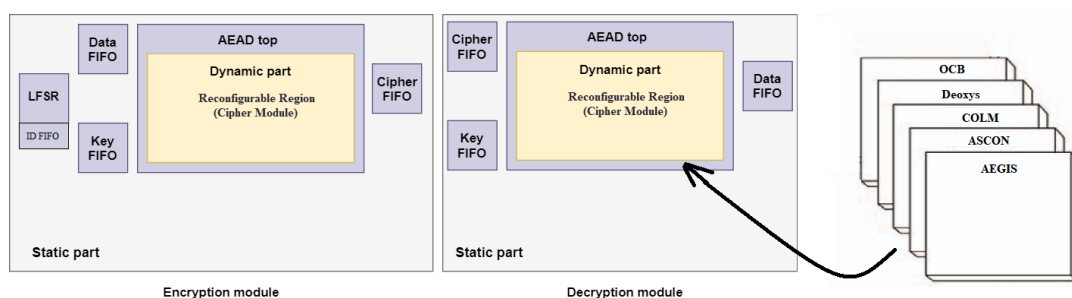 Data
FIFO
AEAD top
Dynamic part
Reconfigurable Region
(Cipher Module)
LFSR
ID FIFO
Key
FIFO
Cipher
FIFO
Static part
Encryption module
Cipher
FIFO
AEAD top
Dynamic part
Reconfigurable Region
(Cipher Module)
Key
FIFO
Data
FIFO
Static part
Decryption module
OCB
Deoxys
COLM
ASCON
AEGIS